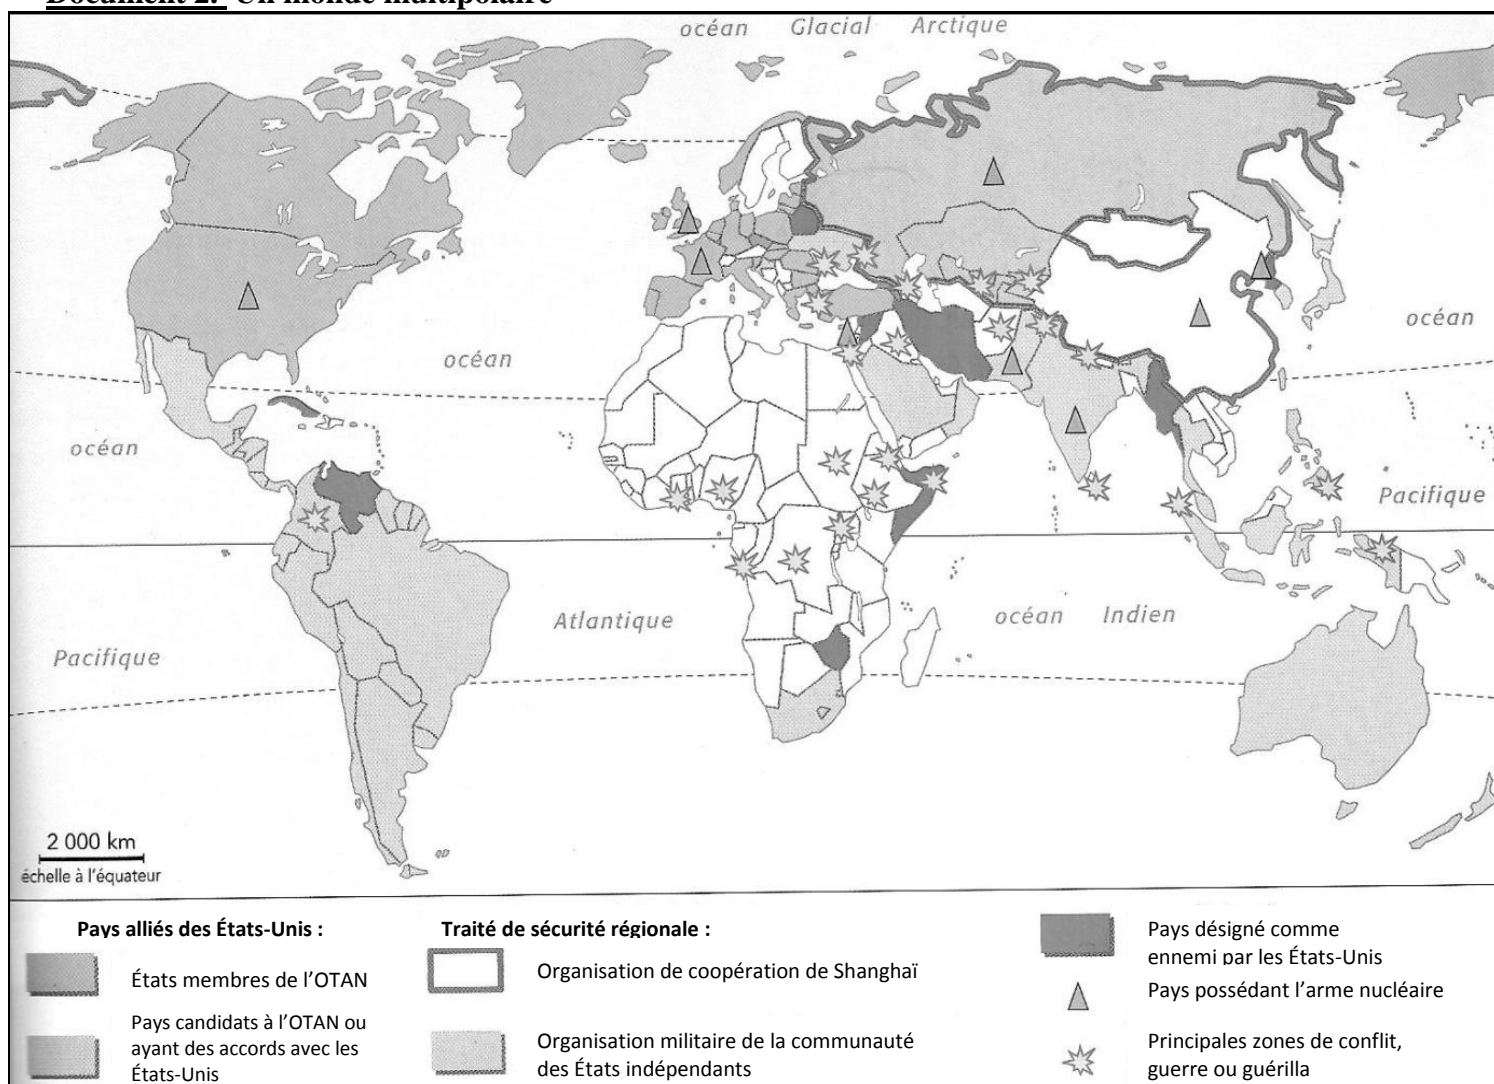 Document 2: Un monde multipolaire
océan Glacial Arctique
océan
océan
océan
Pacifique
Atlantique
océan Indien
Pacifique
2 000 km
échelle à l'équateur
Pays alliés des États-Unis :
États membres de l'OTAN
Pays candidats à l'OTAN ou
ayant des accords avec les
États-Unis
Traité de sécurité régionale :
Organisation de coopération de Shanghaï
Organisation militaire de la communauté
des États indépendants
Pays désigné comme
ennemi par les États-Unis
Pays possédant l'arme nucléaire
Principales zones de conflit,
guerre ou guérilla